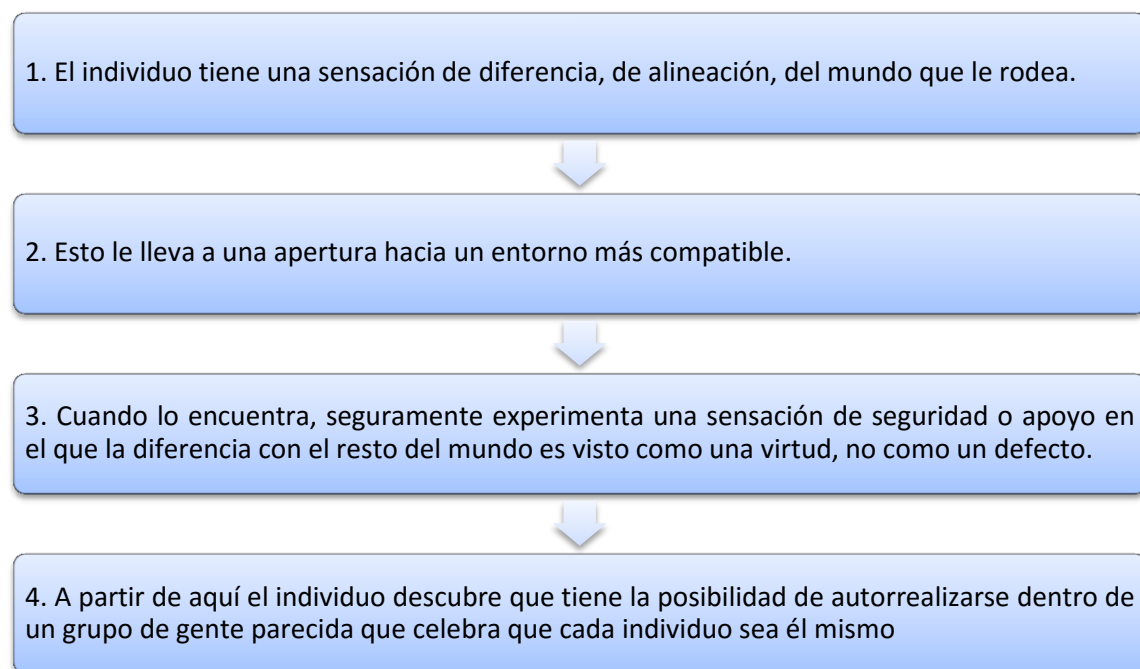 1. El individuo tiene una sensación de diferencia, de alineación, del mundo que le rodea.
2. Esto le lleva a una apertura hacia un entorno más compatible.
3. Cuando lo encuentra, seguramente experimenta una sensación de seguridad o apoyo en
el que la diferencia con el resto del mundo es visto como una virtud, no como un defecto.
4. A partir de aquí el individuo descubre que tiene la posibilidad de autorrealizarse dentro de
un grupo de gente parecida que celebra que cada individuo sea él mismo